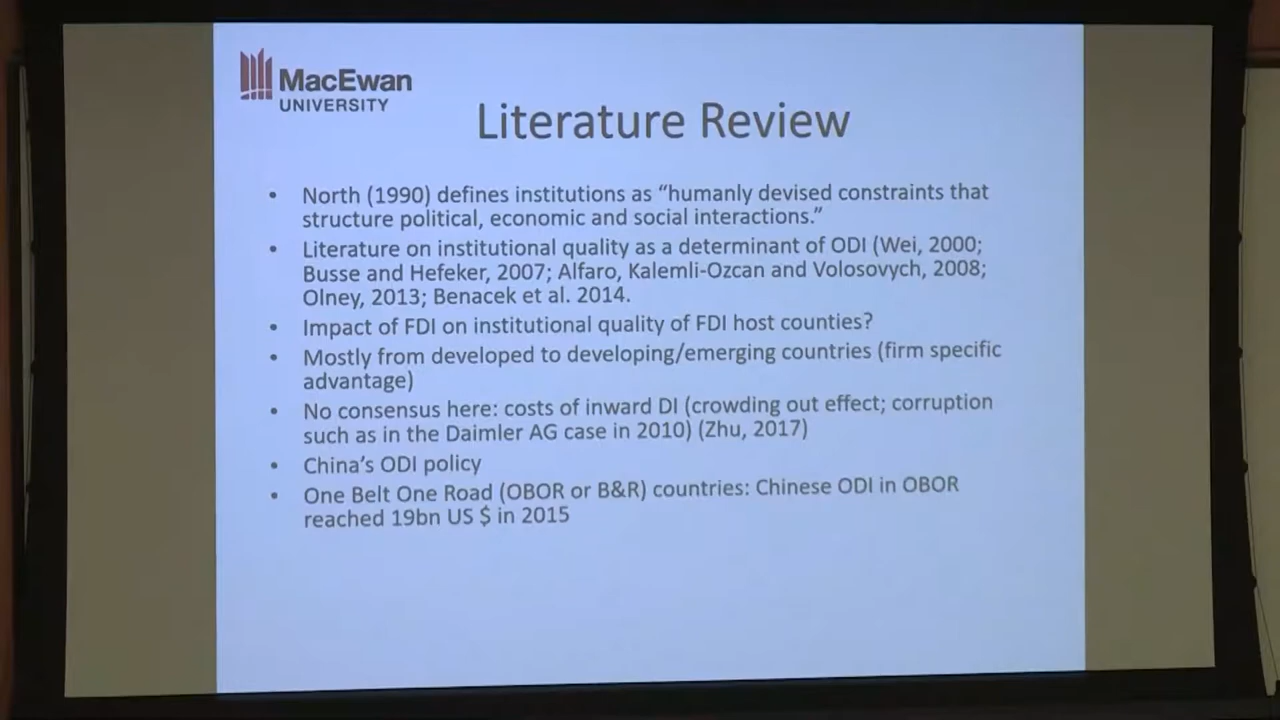 MacEwan
UNIVERSITY
Literature Review
• North (1990) defines institutions as “humanly devised constraints that
structure political, economic and social interactions.”
• Literature on institutional quality as a determinant of ODI (Wei, 2000;
Busse and Hefeker, 2007; Alfaro, Kalemli-Ozcan and Volosovych, 2008;
Olney, 2013; Benacek et al. 2014.
• Impact of FDI on institutional quality of FDI host counties?
• Mostly from developed to developing/emerging countries (firm specific
advantage)
• No consensus here: costs of inward DI (crowding out effect; corruption
such as in the Daimler AG case in 2010) (Zhu, 2017)
• China’s ODI policy
• One Belt One Road (OBOR or B&R) countries: Chinese ODI in OBOR
reached 19bn US $ in 2015